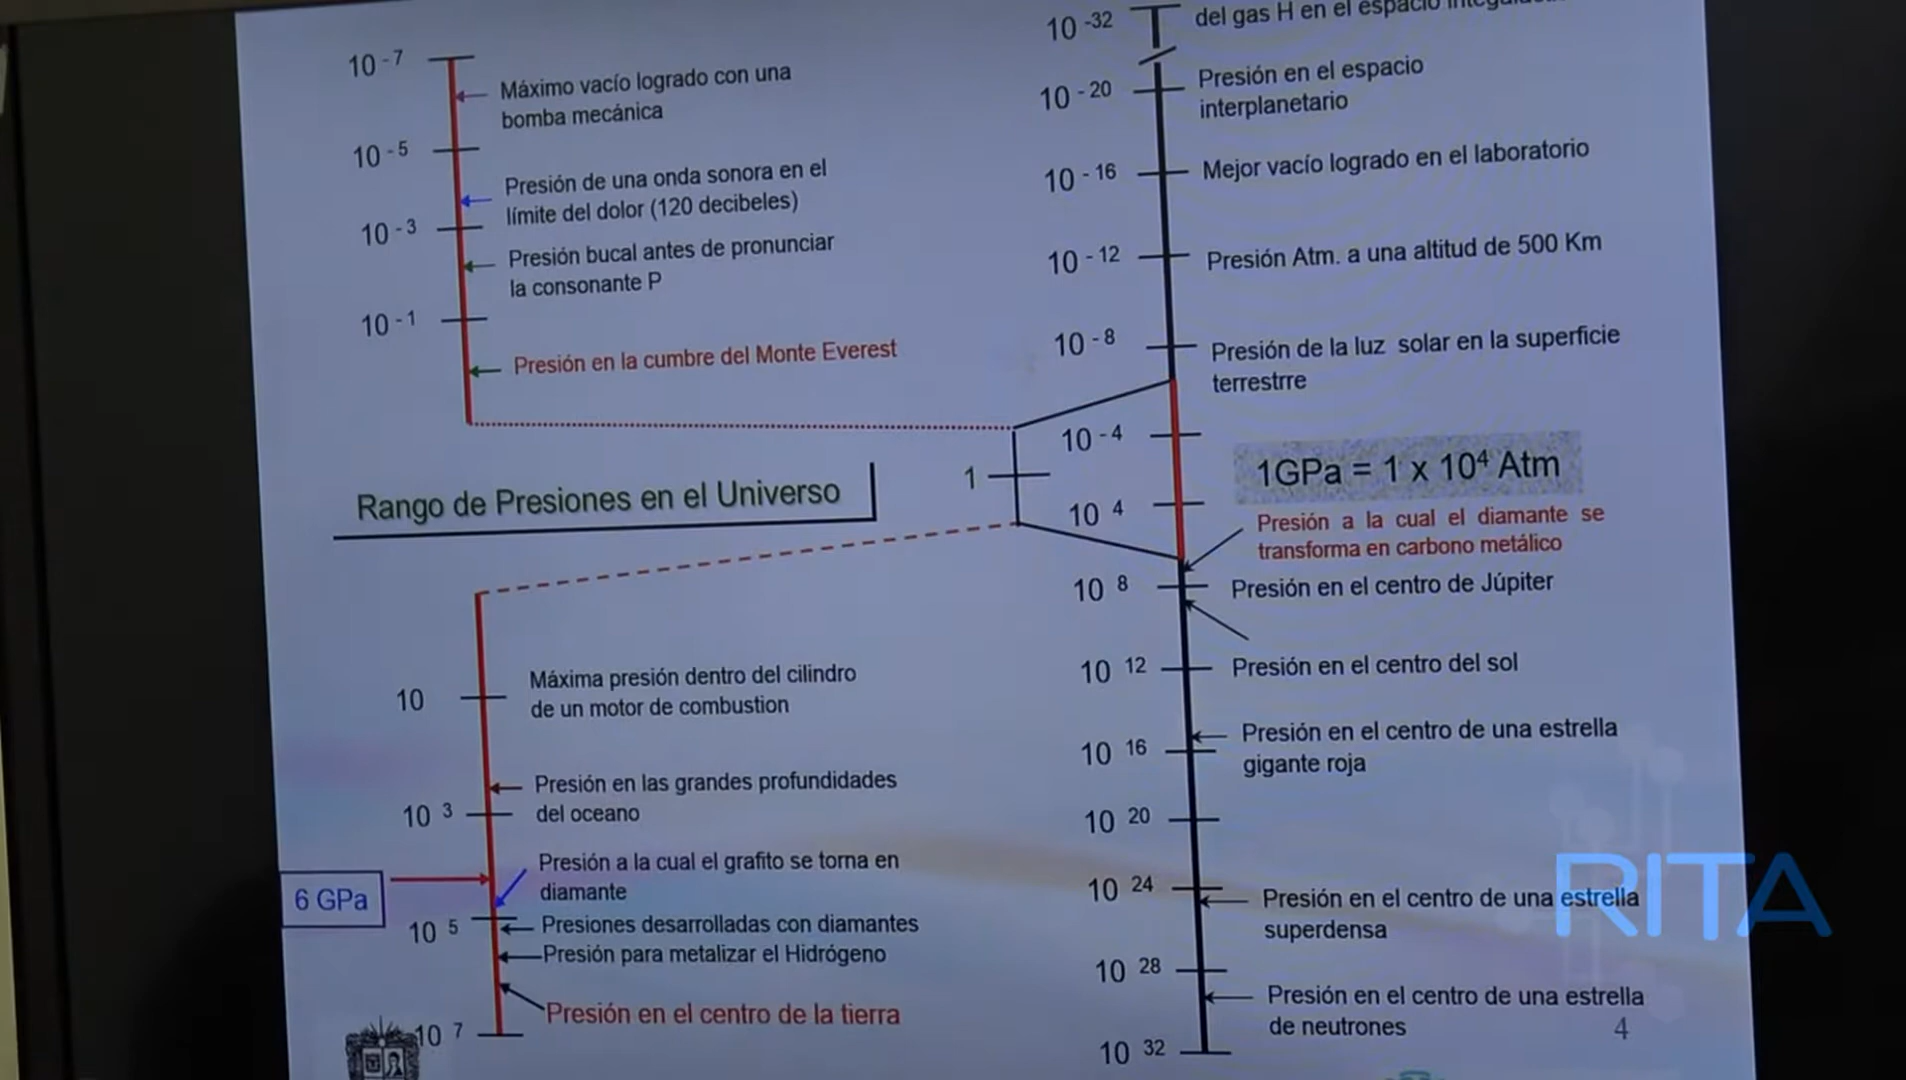 10 -7
Máximo vacío logrado con una
bomba mecánica
10 -5
Presión de una onda sonora en el
límite del dolor (120 decibeles)
10 -3
Presión bucal antes de pronunciar
la consonante P
10 -1
Presión en la cumbre del Monte Everest
Rango de Presiones en el Universo
10
Máxima presión dentro del cilindro
de un motor de combustion
Presión en las grandes profundidades
10 3
del oceano
Presión a la cual el grafito se torna en
diamante
6 GPa
10 5
Presiones desarrolladas con diamantes
Presión para metalizar el Hidrógeno
Presión en el centro de la tierra
10 7
10 -32
del gas H en el espacio
10 -20
Presión en el espacio
interplanetario
10 -16
Mejor vacío logrado en el laboratorio
10 -12
Presión Atm. a una altitud de 500 Km
10 -8
Presión de la luz solar en la superficie
terrestrre
10 -4
1
1GPa = 1 x 10⁴ Atm
10 4
Presión a la cual el diamante se
transforma en carbono metálico
10 8
Presión en el centro de Júpiter
10 12
Presión en el centro del sol
10 16
Presión en el centro de una estrella
gigante roja
10 20
10 24
Presión en el centro de una estrella
superdensa
10 28
Presión en el centro de una estrella
de neutrones
10 32
4
RITA